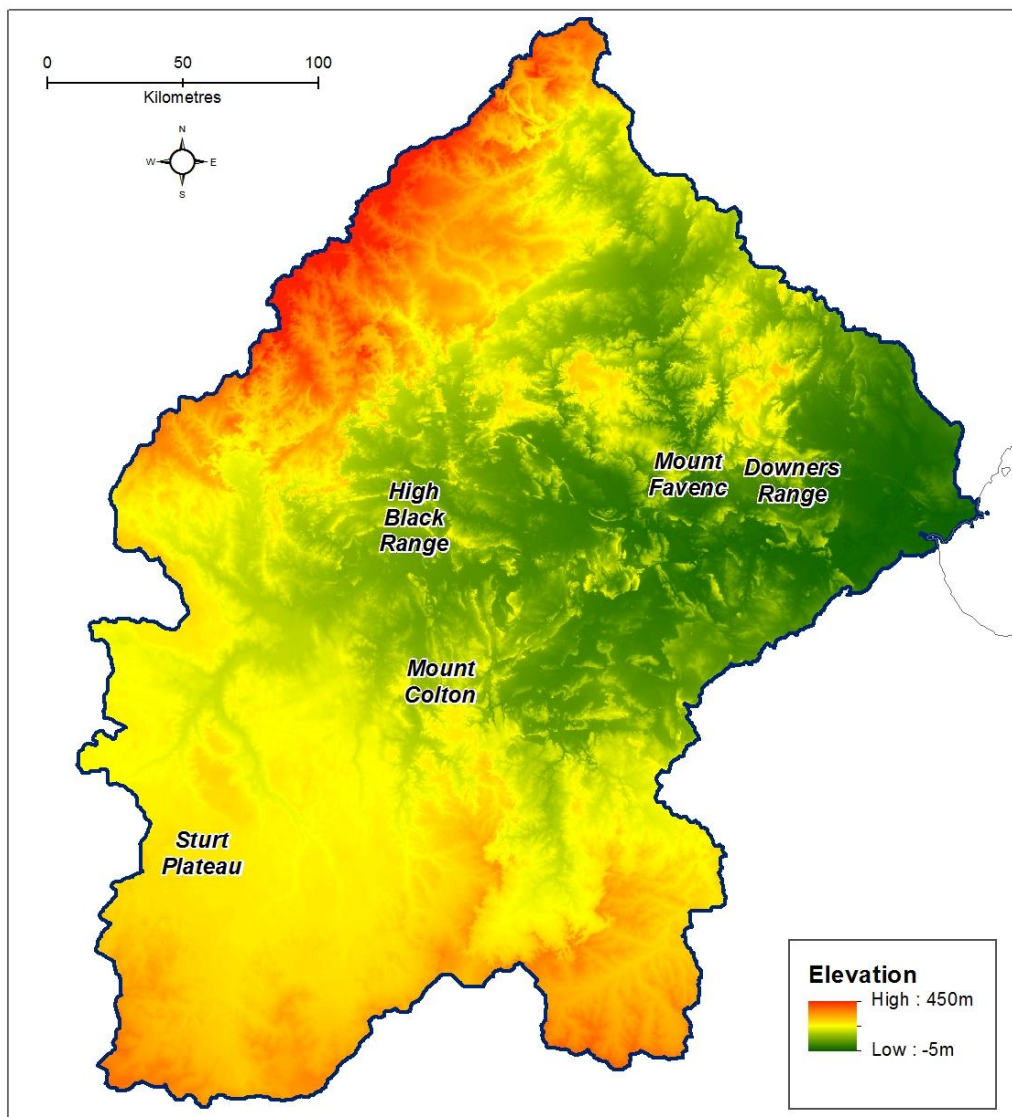 0 50 100
Kilometres
N
W E
S
Mount
Favenc
Downers
Range
High
Black
Range
Mount
Colton
Sturt
Plateau
Elevation
High : 450m
Low : -5m